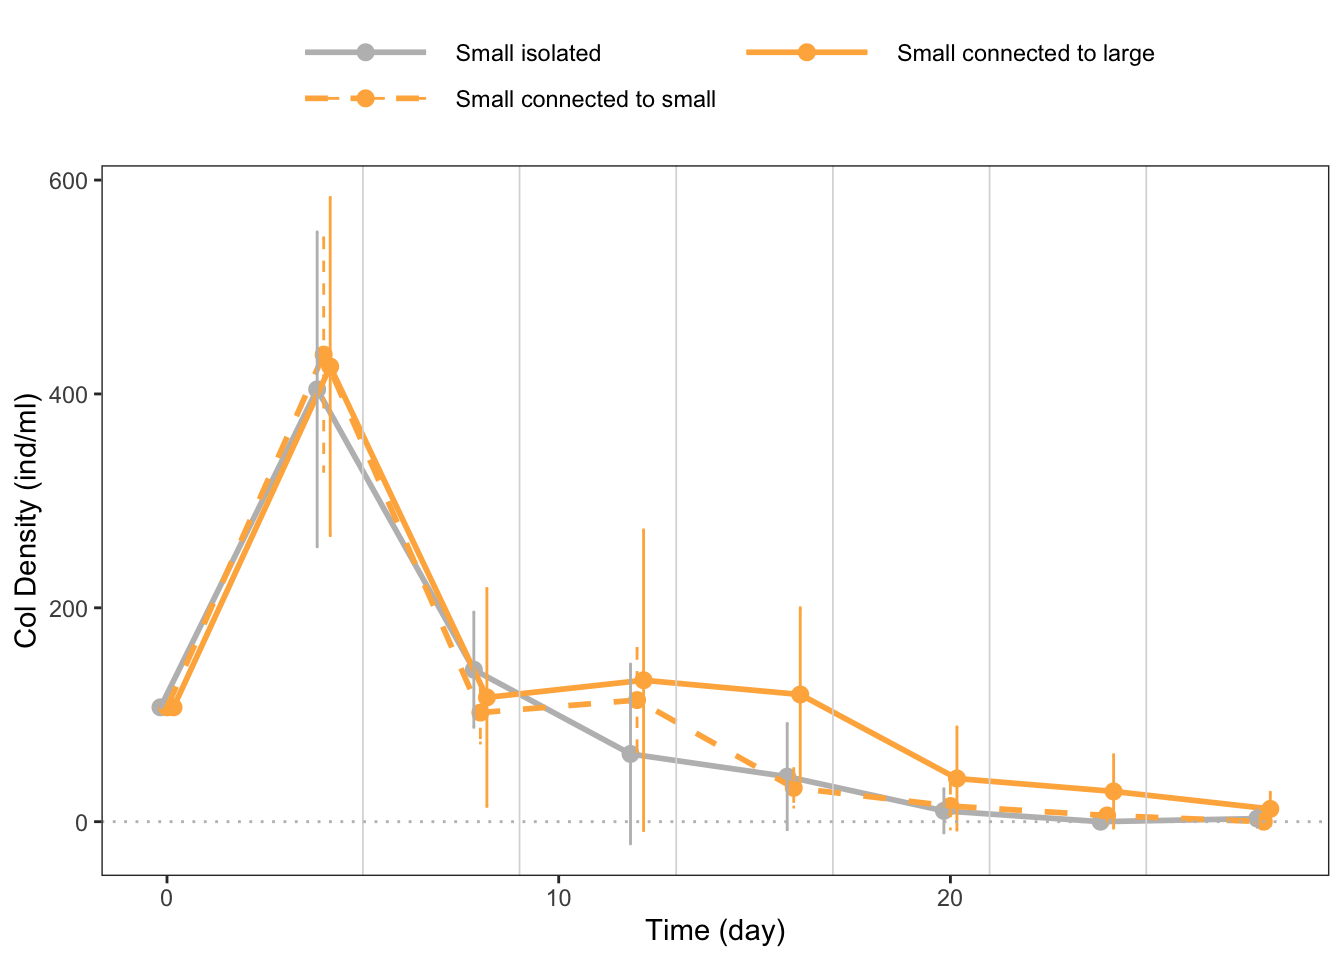 Small isolated
Small connected to large
Small connected to small
600
400
200
0
Col Density (ind/ml)
0
10
20
Time (day)